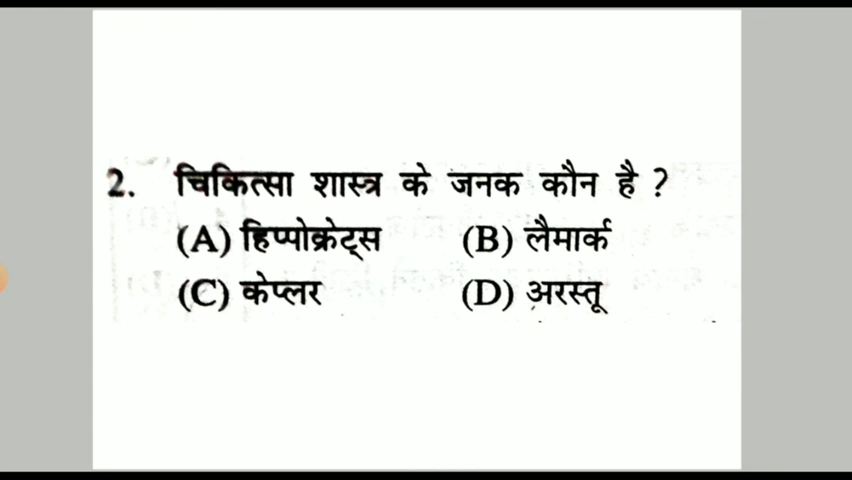 2. चिकित्सा शास्त्र के जनक कौन है ?
(A) हिप्पोक्रेट्स (B) लैमार्क
(C) केप्लर (D) अरस्तू